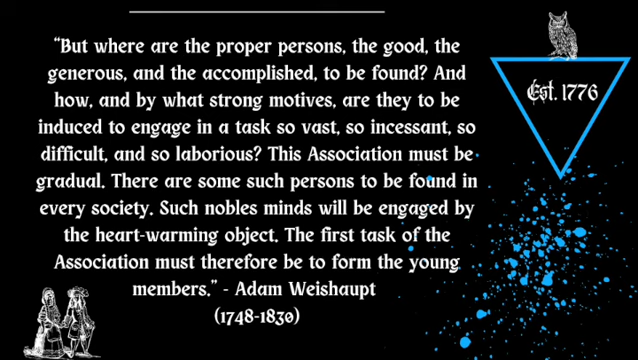 “But where are the proper persons, the good, the
generous, and the accomplished, to be found? And
how, and by what strong motives, are they to be
induced to engage in a task so vast, so incessant, so
difficult, and so laborious? This Association must be
gradual. There are some such persons to be found in
every society. Such nobles minds will be engaged by
the heart-warming object. The first task of the
Association must therefore be to form the young
members.” - Adam Weishaupt
(1748-1830)
Est. 1776